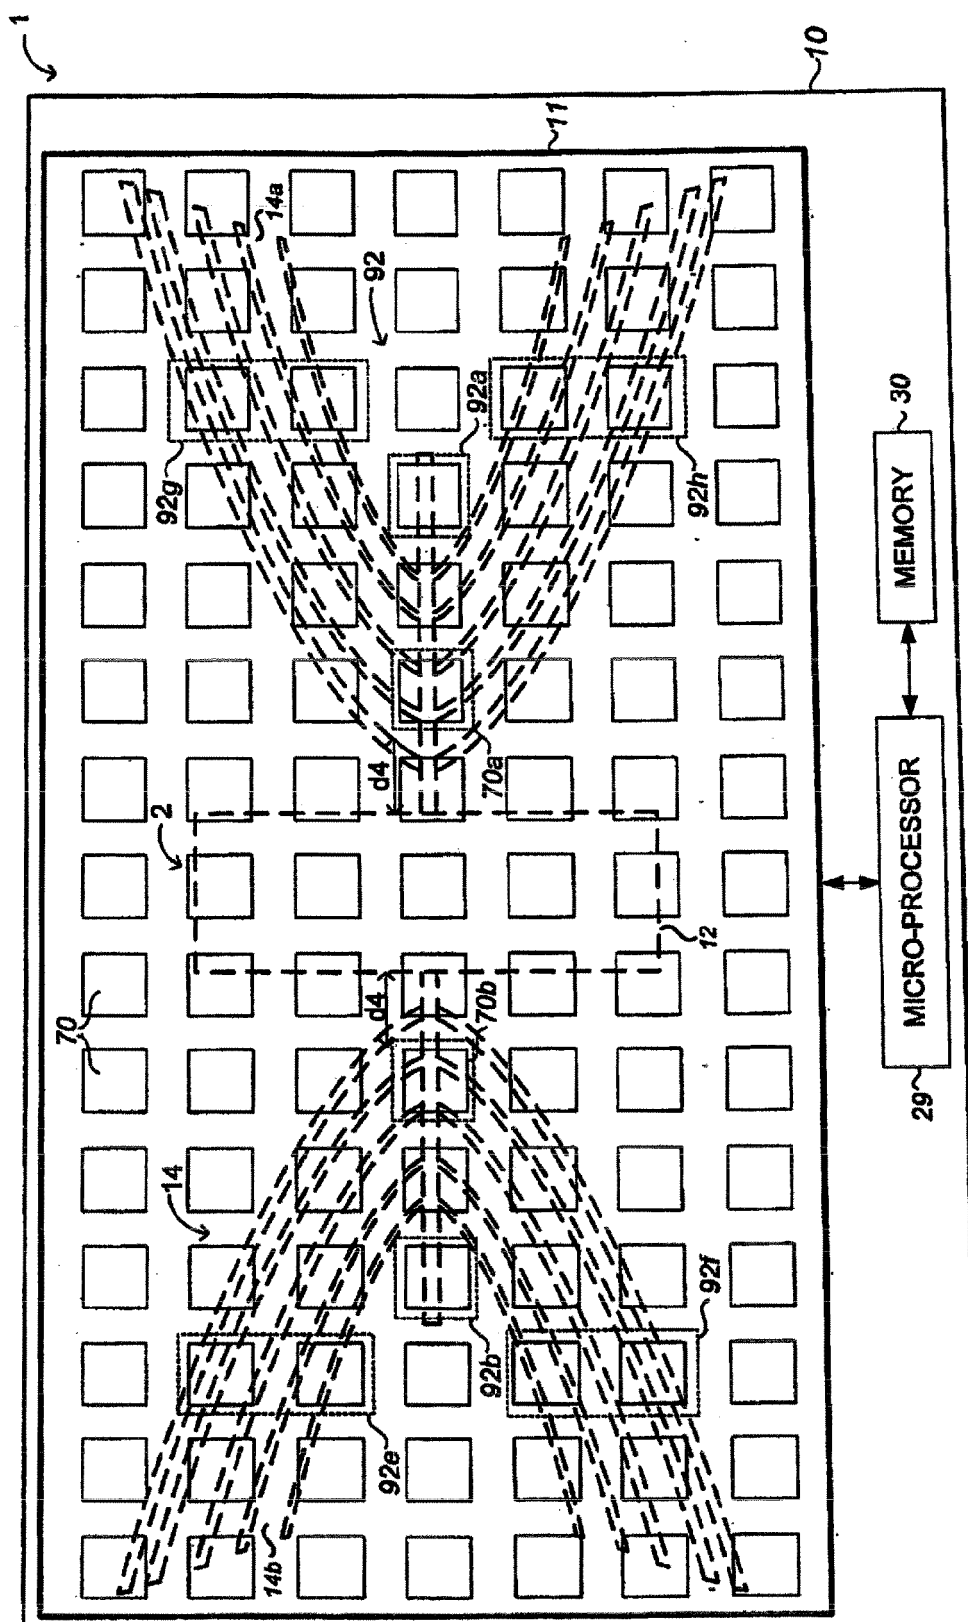 1
10
11
14a
92
92a
92g
92h
30
MEMORY
d4
70a
2
12
MICRO-PROCESSOR
29
70
d4
70b
14
92f
92b
92e
14b